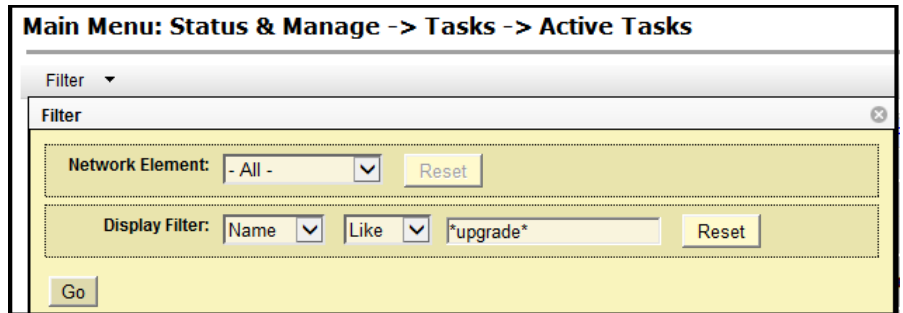 Main Menu: Status & Manage -> Tasks -> Active Tasks
Filter
Filter
Network Element: - All - Reset
Display Filter: Name Like *upgrade* Reset
Go